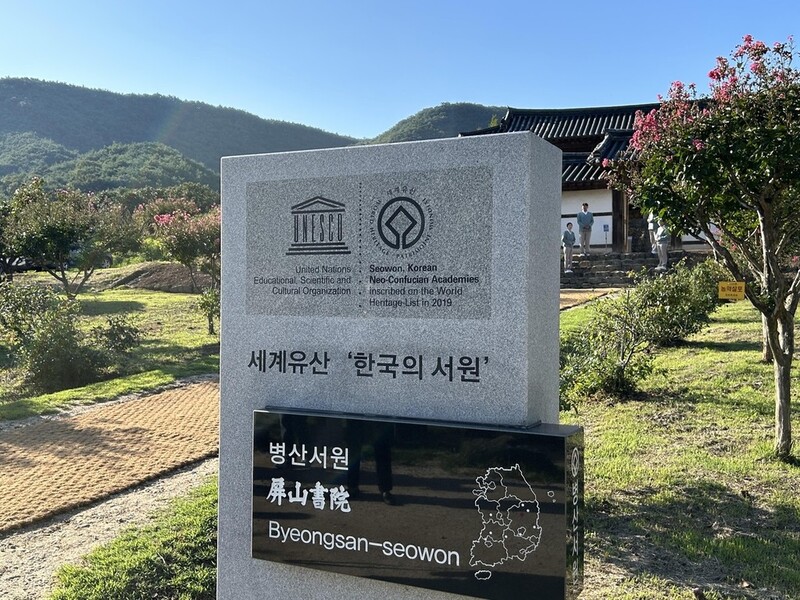 UNESCO
United Nations
Educational, Scientific and
Cultural Organization
Seowon, Korean
Neo-Confucian Academies
inscribed on the World
Heritage List in 2019
세계유산 '한국의 서원'
병산서원
屛山書院
Byeongsan-seowon